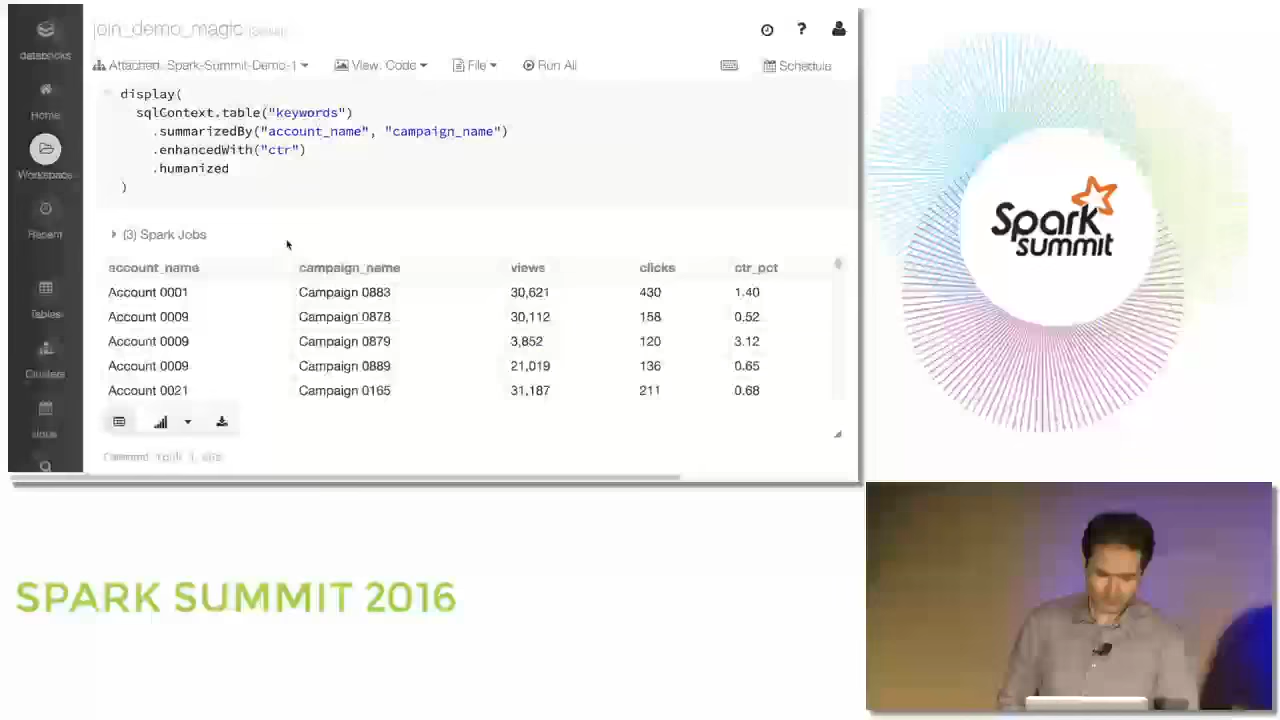 join_demo_magic
databricks
Attached: Spark-Summit-Demo-1
View: Code
File
Run All
?
Schedule
Home
Workspace
Recent
Tables
Clusters
Jobs
display(
sqlContext.table("keywords")
.summarizedBy("account_name", "campaign_name")
.enhancedWith("ctr")
.humanized
)
(3) Spark Jobs
account_name campaign_name views clicks ctr_pct
Account 0001 Campaign 0883 30,621 430 1.40
Account 0009 Campaign 0878 30,112 158 0.52
Account 0009 Campaign 0879 3,852 120 3.12
Account 0009 Campaign 0889 21,019 136 0.65
Account 0021 Campaign 0165 31,187 211 0.68
Command took
Spark
summit
SPARK SUMMIT 2016